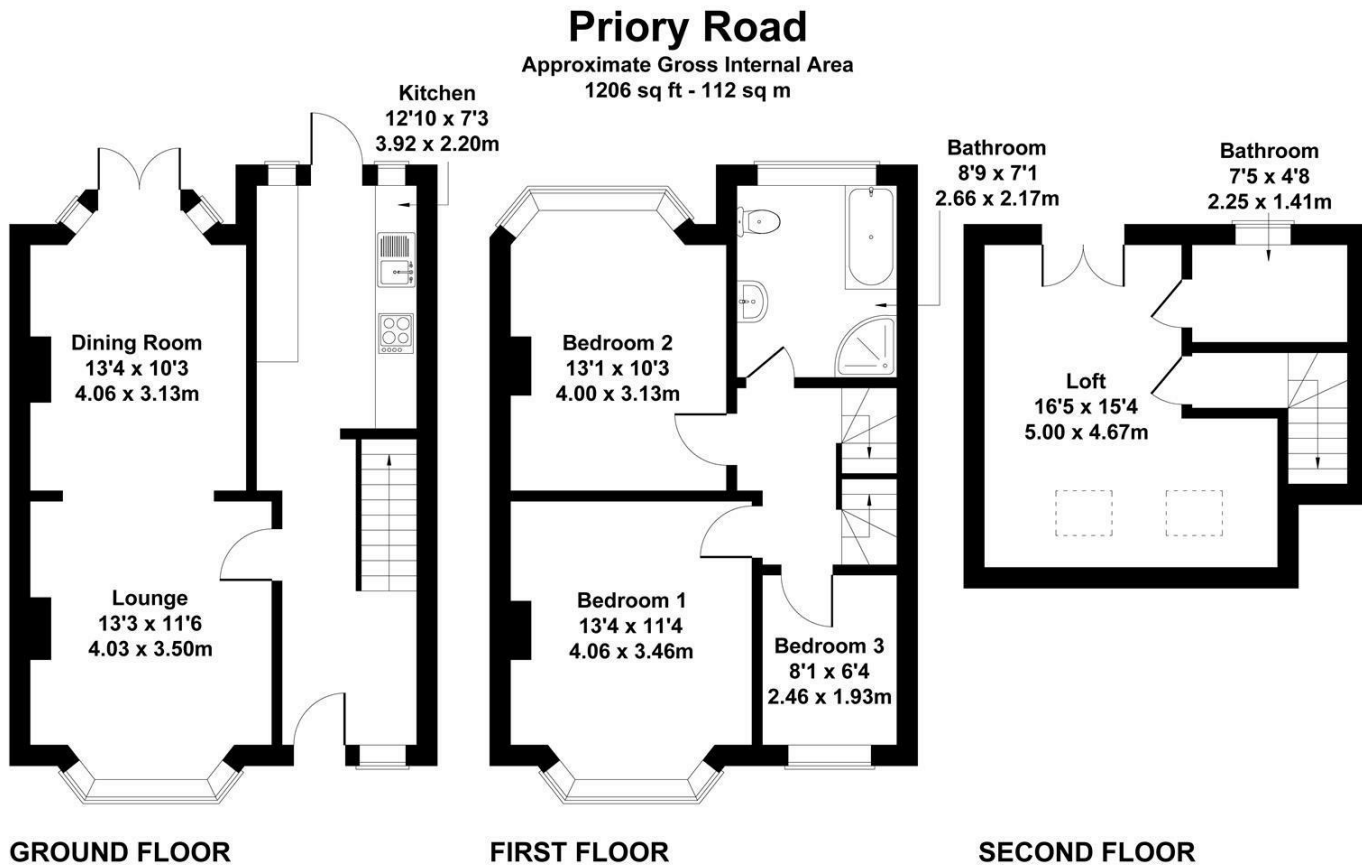 Priory Road
Approximate Gross Internal Area
1206 sq ft - 112 sq m
Kitchen
12'10 x 7'3
3.92 x 2.20m
Dining Room
13'4 x 10'3
4.06 x 3.13m
Lounge
13'3 x 11'6
4.03 x 3.50m
GROUND FLOOR
Bathroom
8'9 x 7'1
2.66 x 2.17m
Bedroom 2
13'1 x 10'3
4.00 x 3.13m
Bedroom 1
13'4 x 11'4
4.06 x 3.46m
Bedroom 3
8'1 x 6'4
2.46 x 1.93m
FIRST FLOOR
Bathroom
7'5 x 4'8
2.25 x 1.41m
Loft
16'5 x 15'4
5.00 x 4.67m
SECOND FLOOR